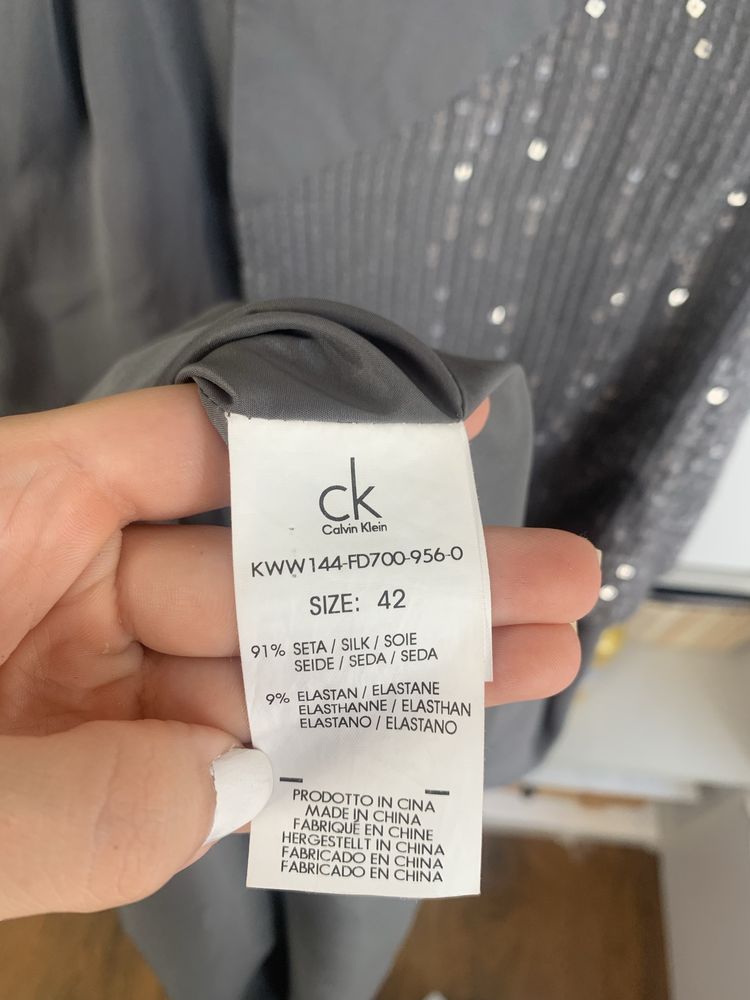 ck
Calvin Klein
KWW144-FD700-956-0
SIZE: 42
91% SETA / SILK / SOIE
SEIDE / SEDA / SEDA
9% ELASTAN / ELASTANE
ELASTHANNE / ELASTHAN
ELASTANO / ELASTANO
PRODOTTO IN CINA
MADE IN CHINA
FABRIQUÉ EN CHINE
HERGESTELLT IN CHINA
FABRICADO EN CHINA
FABRICADO EN CHINA